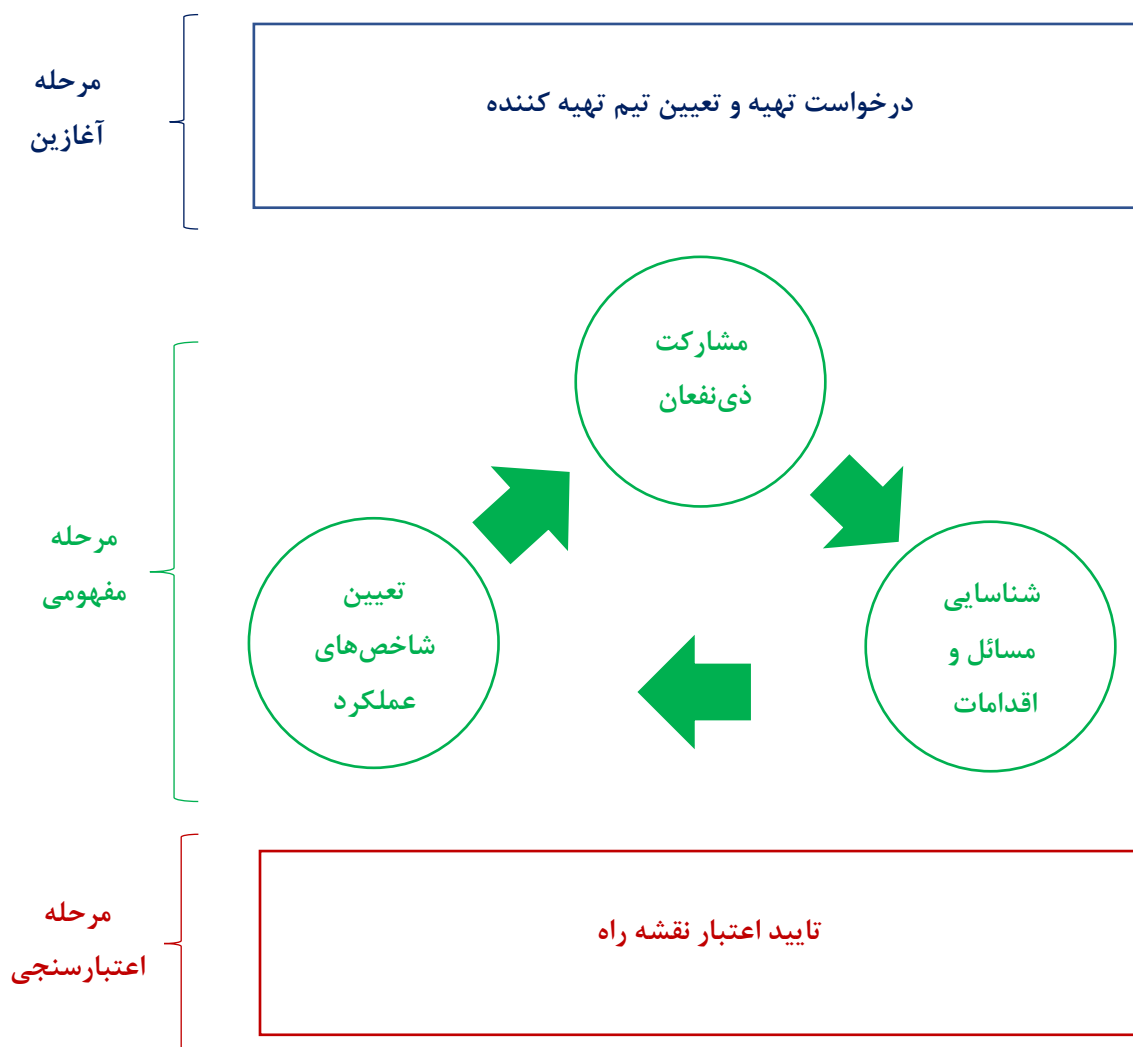 مرحله
آغازین
درخواست تهیه و تعیین تیم تهیه کننده
مشارکت
ذی‌نفعان
مرحله
مفهومی
شناسایی
مسائل و
اقدامات
تعیین
شاخص‌های
عملکرد
مرحله
اعتبارسنجی
تایید اعتبار نقشه راه